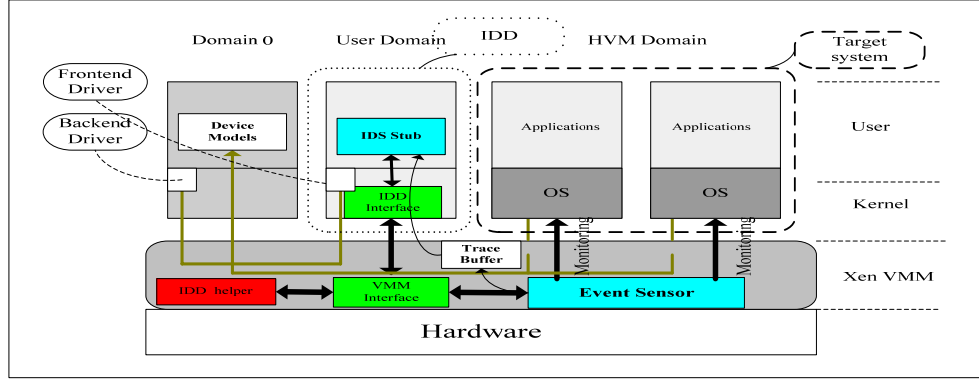 Domain 0
User Domain
IDD
HVM Domain
Target
system
Frontend
Driver
Backend
Driver
Device
Models
IDS Stub
IDD
Interface
Applications
OS
Applications
OS
User
Kernel
Monitoring
Monitoring
Trace
Buffer
Xen VMM
IDD helper
VMM
Interface
Event Sensor
Hardware